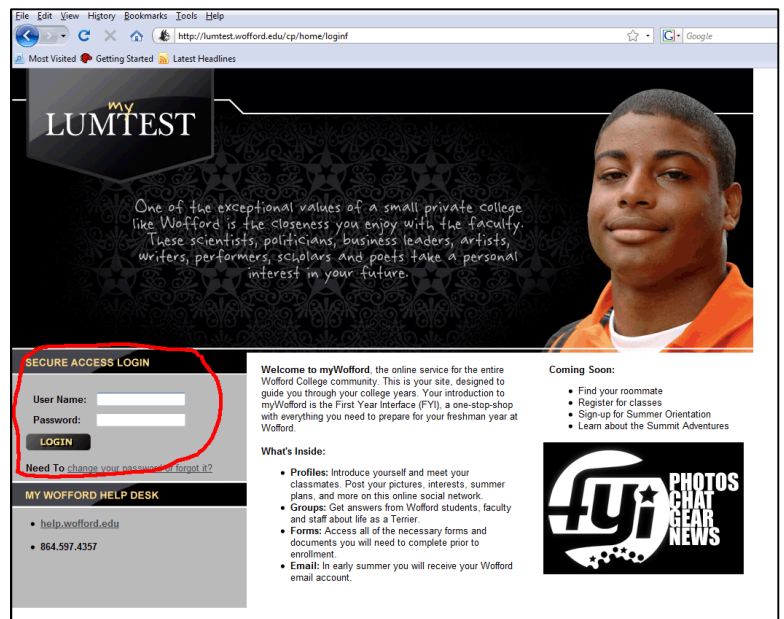 File Edit View History Bookmarks Tools Help
http://lumtest.wofford.edu/cp/home/loginf
G Google
Most Visited Getting Started Latest Headlines
my
LUMTEST
One of the exceptional values of a small private college
like Wofford is the closeness you enjoy with the faculty.
These scientists, politicians, business leaders, artists,
writers, performers, scholars and poets take a personal
interest in your future.
SECURE ACCESS LOGIN
User Name:
Password:
LOGIN
Need To change your password or forgot it?
MY WOFFORD HELP DESK
• help.wofford.edu
• 864.597.4357
Welcome to myWofford, the online service for the entire
Wofford College community. This is your site, designed to
guide you through your college years. Your introduction to
myWofford is the First Year Interface (FYI), a one-stop-shop
with everything you need to prepare for your freshman year at
Wofford.
What's Inside:
• Profiles: Introduce yourself and meet your
classmates. Post your pictures, interests, summer
plans, and more on this online social network.
• Groups: Get answers from Wofford students, faculty
and staff about life as a Terrier.
• Forms: Access all of the necessary forms and
documents you will need to complete prior to
enrollment.
• Email: In early summer you will receive your Wofford
email account.
Coming Soon:
• Find your roommate
• Register for classes
• Sign-up for Summer Orientation
• Learn about the Summit Adventures
fyi
PHOTOS
CHAT
GEAR
NEWS